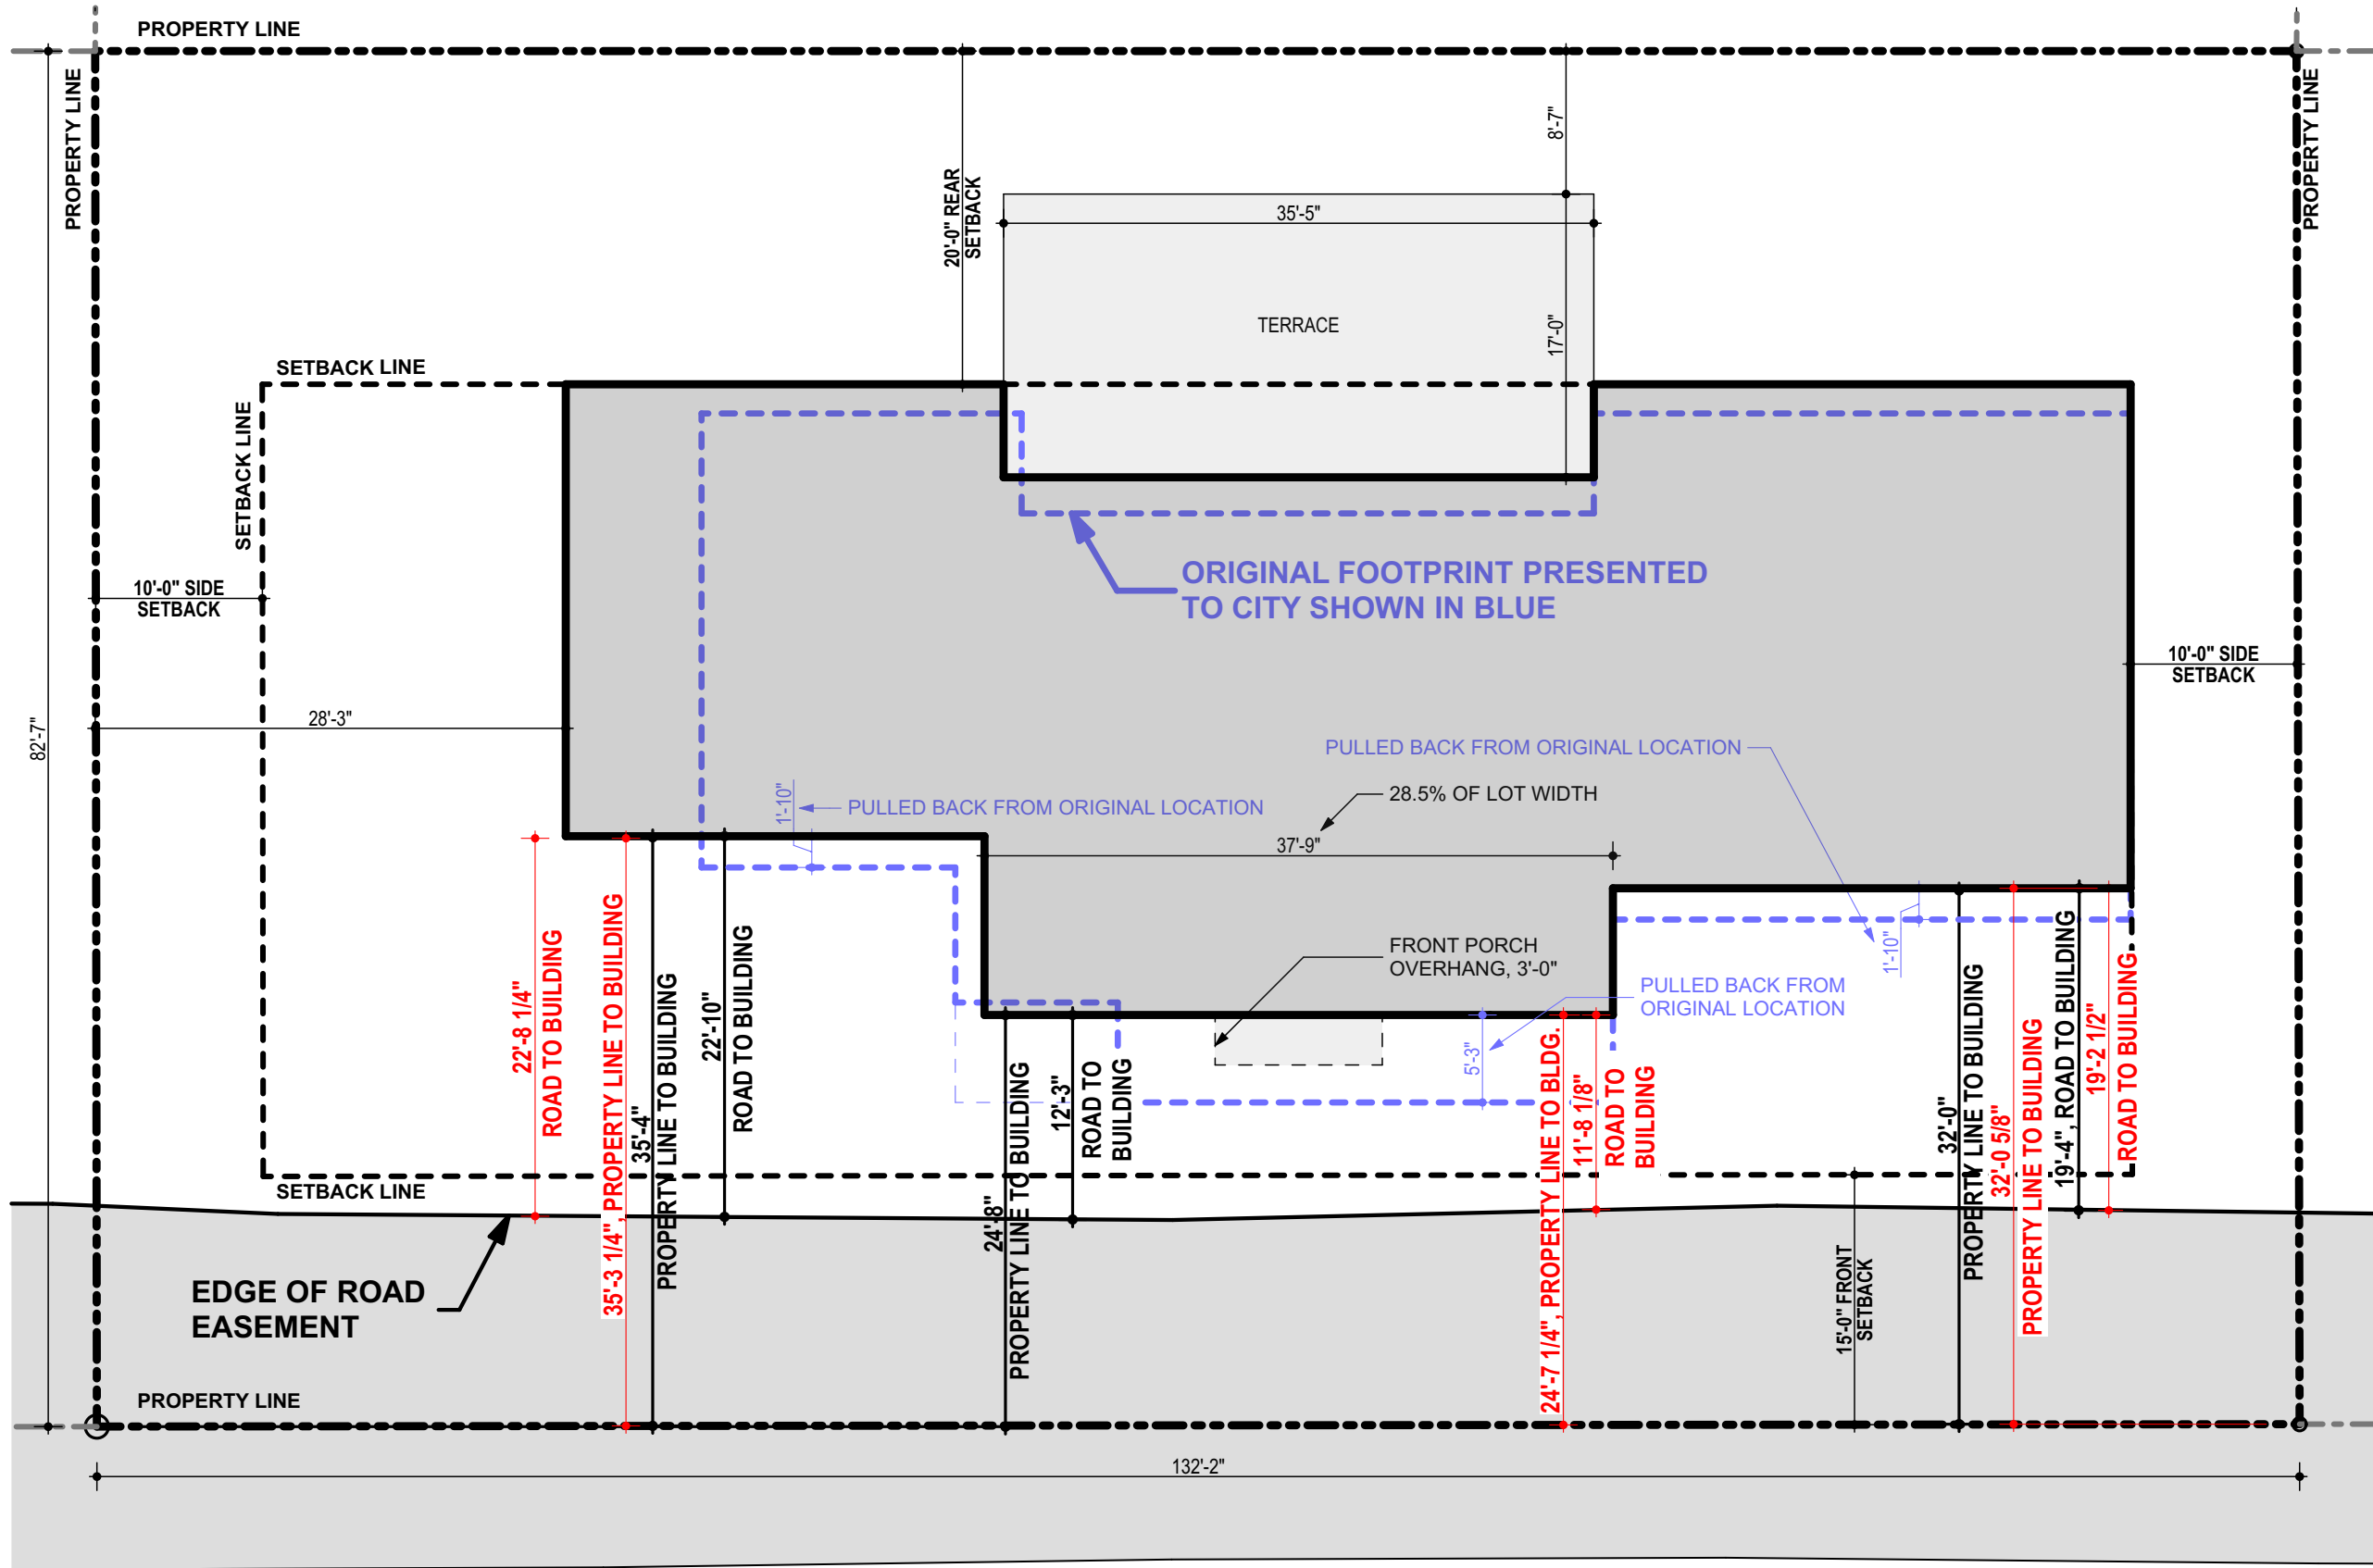 PROPERTY LINE
PROPERTY LINE
PROPERTY LINE
8'-7"
20'-0" REAR
SETBACK
35'-5"
TERRACE
17'-0"
SETBACK LINE
SETBACK LINE
ORIGINAL FOOTPRINT PRESENTED
TO CITY SHOWN IN BLUE
10'-0" SIDE
SETBACK
10'-0" SIDE
SETBACK
28'-3"
82'-7"
PULLED BACK FROM ORIGINAL LOCATION
1'-10"
PULLED BACK FROM ORIGINAL LOCATION
28.5% OF LOT WIDTH
37'-9"
22'-8 1/4"
ROAD TO BUILDING
35'-3 1/4", PROPERTY LINE TO BUILDING
35'-4"
PROPERTY LINE TO BUILDING
22'-10"
ROAD TO BUILDING
24'-8"
PROPERTY LINE TO BUILDING
12'-3"
ROAD TO
BUILDING
FRONT PORCH
OVERHANG, 3'-0"
5'-3"
PULLED BACK FROM
ORIGINAL LOCATION
24'-7 1/4", PROPERTY LINE TO BLDG.
11'-8 1/8"
ROAD TO
BUILDING
1'-10"
32'-0"
PROPERTY LINE TO BUILDING
32'-0 5/8"
PROPERTY LINE TO BUILDING
19'-4", ROAD TO BUILDING
19'-2 1/2"
ROAD TO BUILDING
SETBACK LINE
EDGE OF ROAD
EASEMENT
15'-0" FRONT
SETBACK
PROPERTY LINE
132'-2"